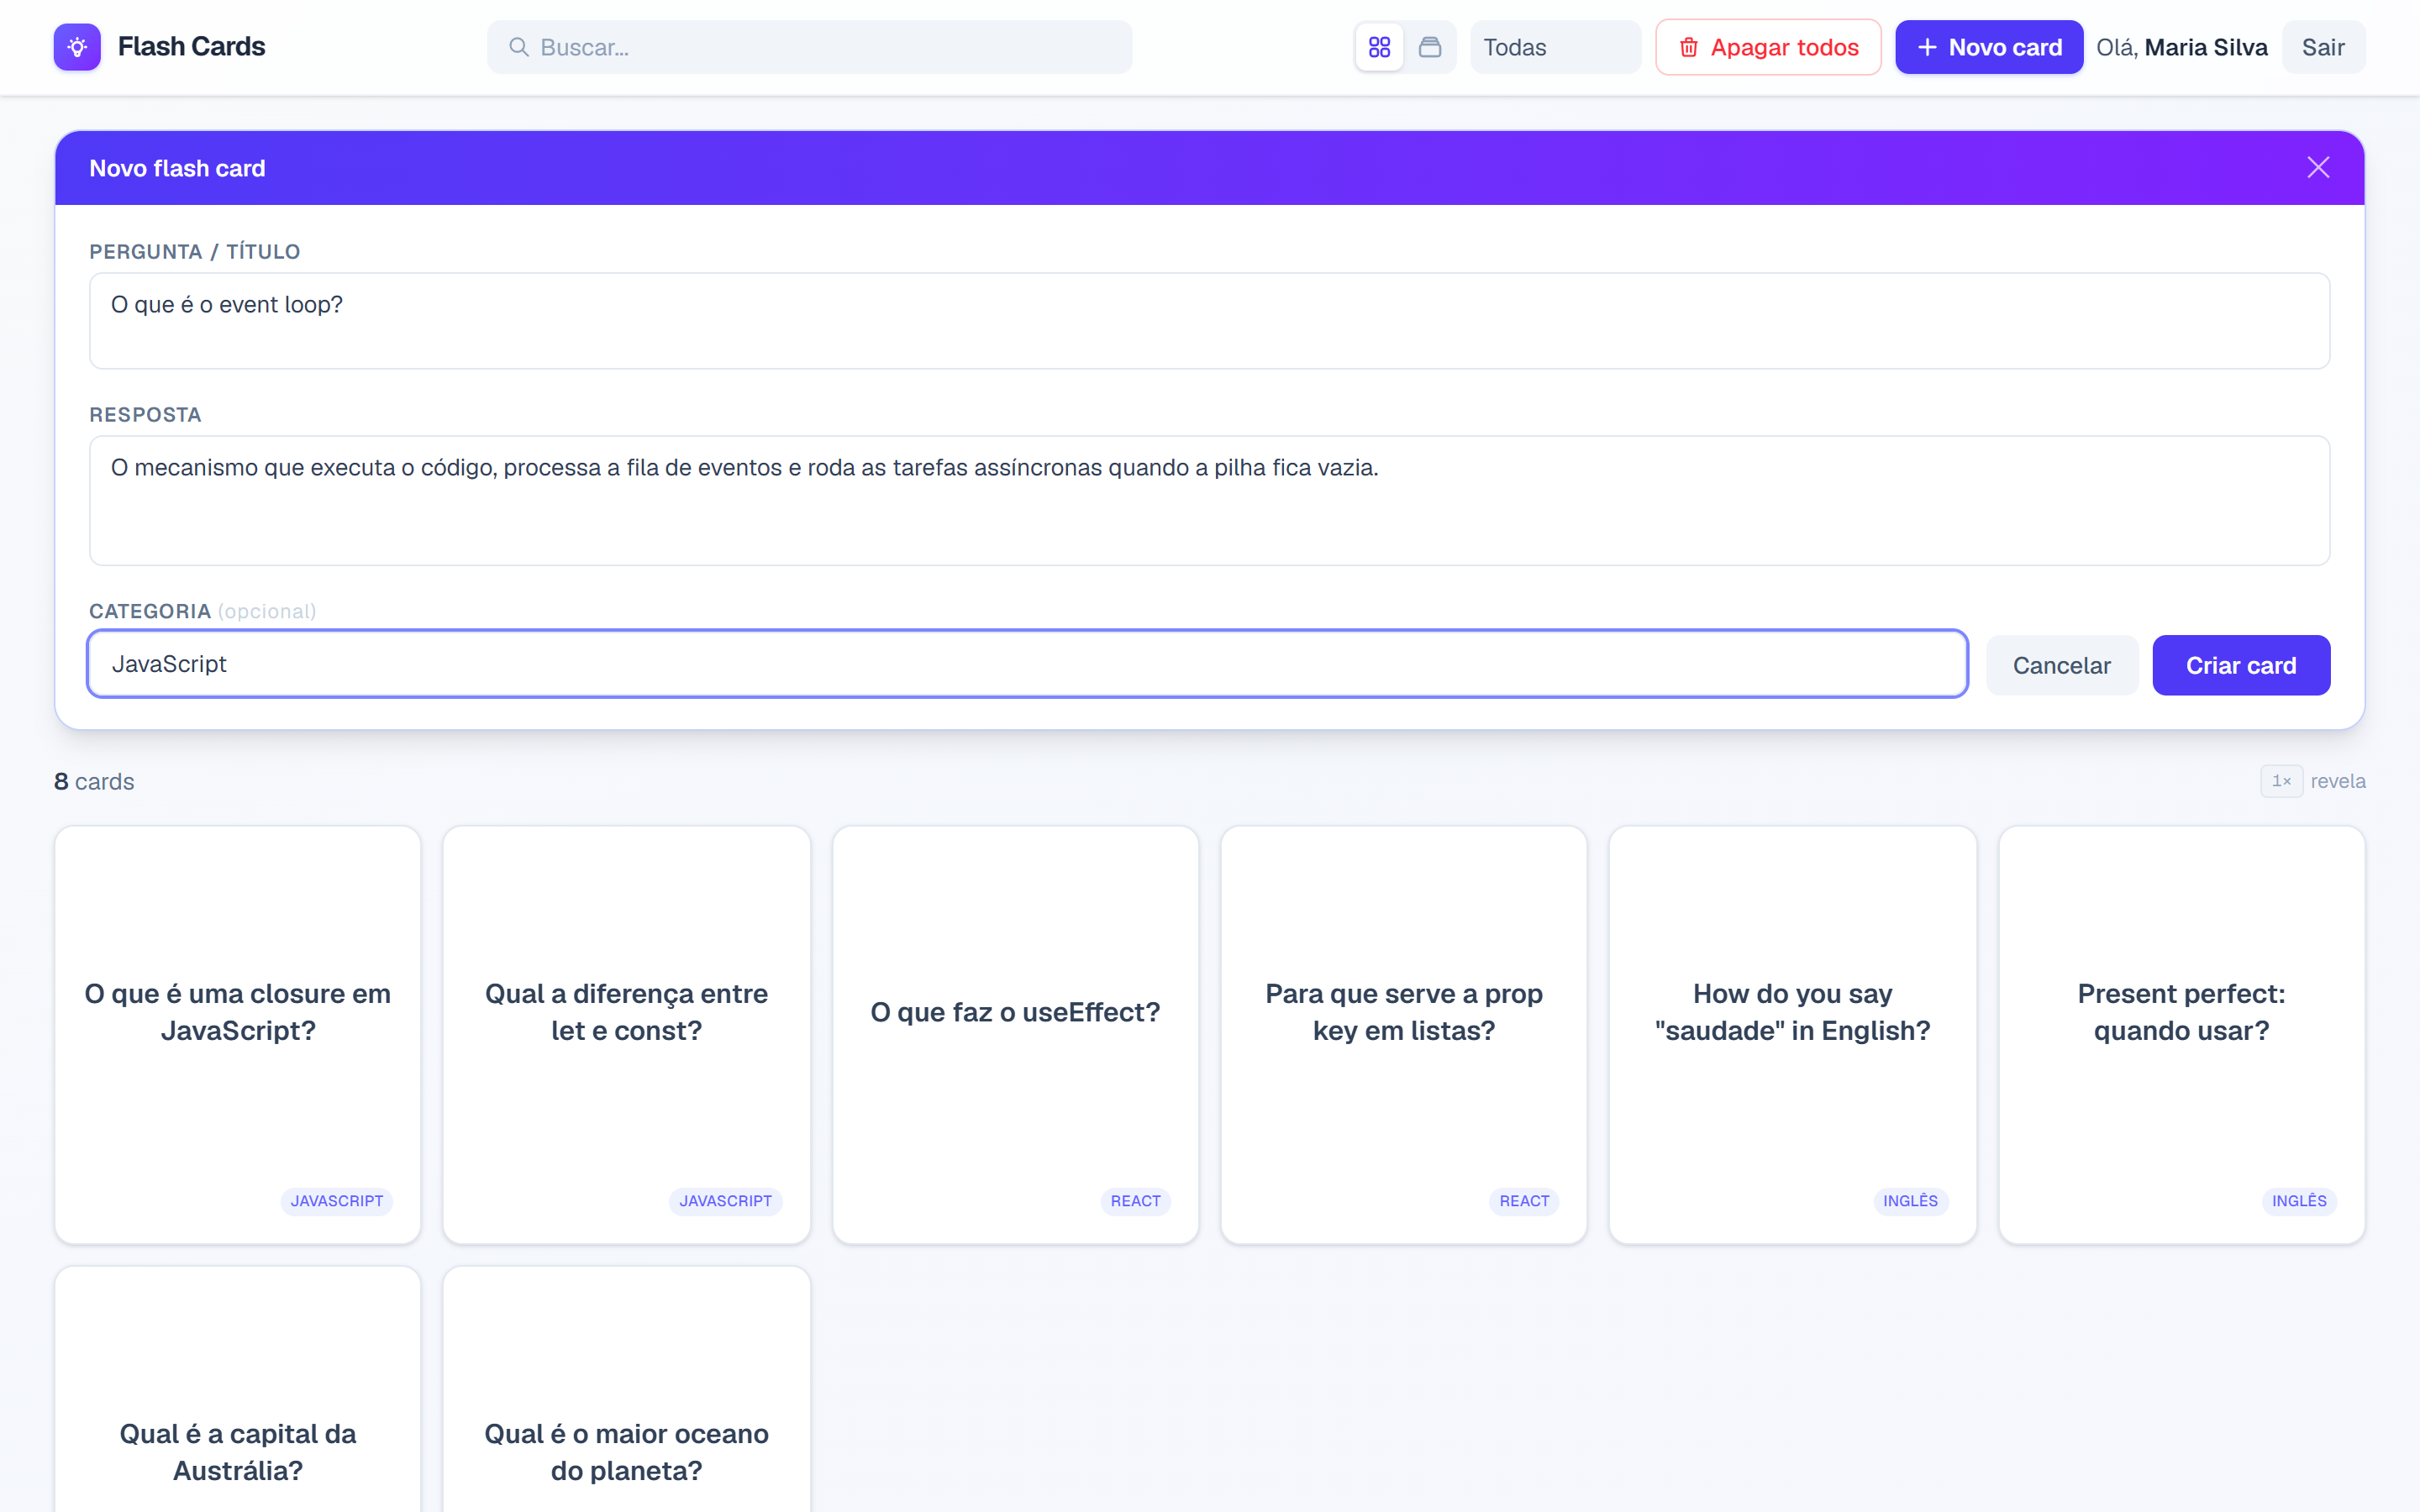 Flash Cards
Buscar...
Todas
Apagar todos
Novo card
Olá, Maria Silva
Sair
Novo flash card
PERGUNTA / TÍTULO
O que é o event loop?
RESPOSTA
O mecanismo que executa o código, processa a fila de eventos e roda as tarefas assíncronas quando a pilha fica vazia.
CATEGORIA (opcional)
JavaScript
Cancelar
Criar card
8 cards
1× revela
O que é uma closure em
JavaScript?
JAVASCRIPT
Qual a diferença entre
let e const?
JAVASCRIPT
O que faz o useEffect?
REACT
Para que serve a prop
key em listas?
REACT
How do you say
"saudade" in English?
INGLÊS
Present perfect:
quando usar?
INGLÊS
Qual é a capital da
Austrália?
Qual é o maior oceano
do planeta?